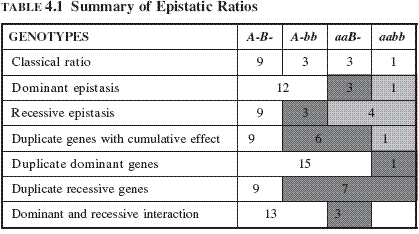 TABLE 4.1 Summary of Epistatic Ratios
GENOTYPES A-B- A-bb aaB- aabb
Classical ratio 9 3 3 1
Dominant epistasis 12 3 1
Recessive epistasis 9 3 4
Duplicate genes with cumulative effect 9 6 1
Duplicate dominant genes 15 1
Duplicate recessive genes 9 7
Dominant and recessive interaction 13 3